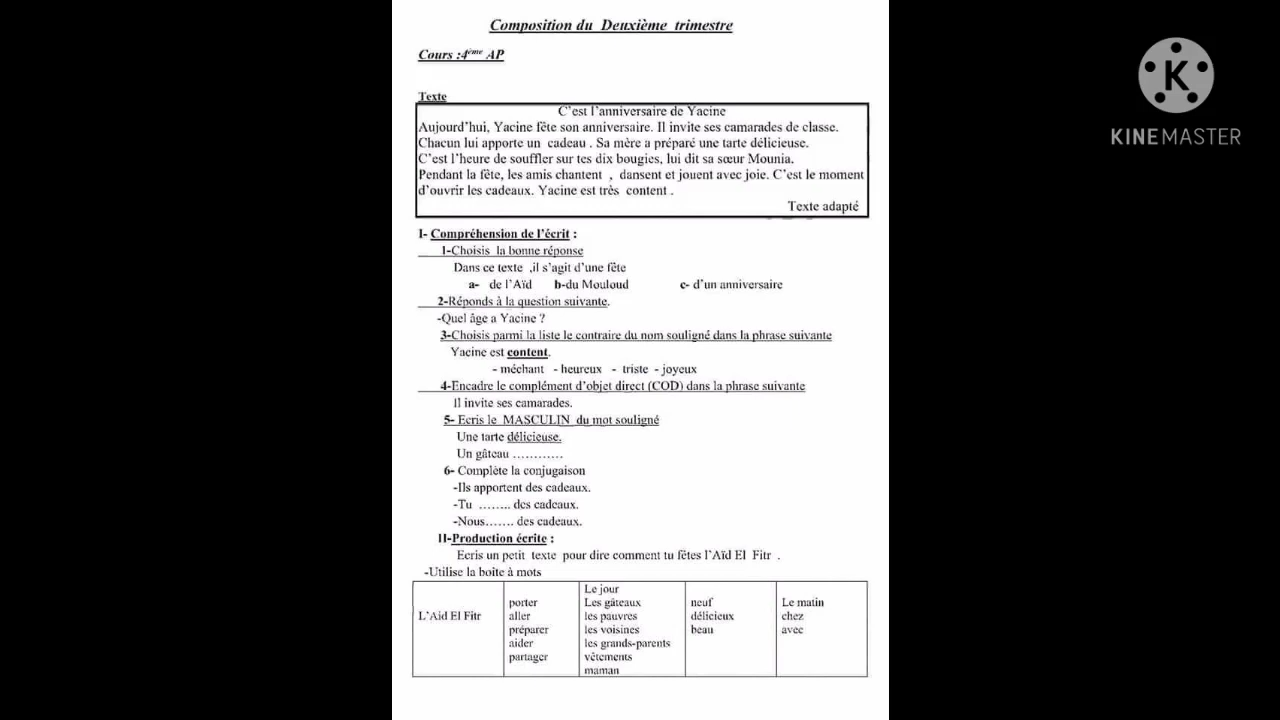 Composition du Deuxième trimestre
Cours :4ème AP
Texte
C'est l'anniversaire de Yacine
Aujourd'hui, Yacine fête son anniversaire. Il invite ses camarades de classe.
Chacun lui apporte un cadeau . Sa mère a préparé une tarte délicieuse.
C'est l'heure de souffler sur tes dix bougies, lui dit sa sœur Mounia.
Pendant la fête, les amis chantent , dansent et jouent avec joie. C'est le moment
d'ouvrir les cadeaux. Yacine est très content .
Texte adapté
I- Compréhension de l'écrit :
1-Choisis la bonne réponse
Dans ce texte ,il s'agit d'une fête
a- de l'Aïd b-du Mouloud c- d'un anniversaire
2-Réponds à la question suivante.
-Quel âge a Yacine ?
3-Choisis parmi la liste le contraire du nom souligné dans la phrase suivante
Yacine est content.
- méchant - heureux - triste - joyeux
4-Encadre le complément d'objet direct (COD) dans la phrase suivante
Il invite ses camarades.
5- Ecris le MASCULIN du mot souligné
Une tarte délicieuse.
Un gâteau …………
6- Complète la conjugaison
-Ils apportent des cadeaux.
-Tu …….. des cadeaux.
-Nous……. des cadeaux.
II-Production écrite :
Ecris un petit texte pour dire comment tu fêtes l'Aïd El Fitr .
-Utilise la boîte à mots
L'Aïd El Fitr
porter
aller
préparer
aider
partager
Le jour
Les gâteaux
les pauvres
les voisines
les grands-parents
vêtements
maman
neuf
délicieux
beau
Le matin
chez
avec
K
KINEMASTER